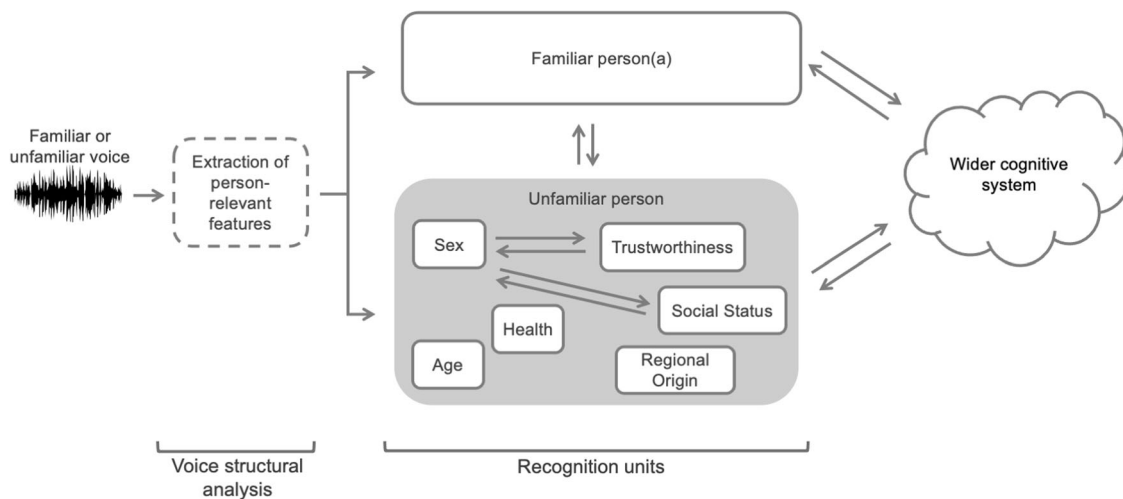 Familiar person(a)
Familiar or
unfamiliar voice
Extraction of
person-
relevant
features
Wider cognitive
system
Unfamiliar person
Sex
Trustworthiness
Social Status
Health
Age
Regional
Origin
Voice structural
analysis
Recognition units